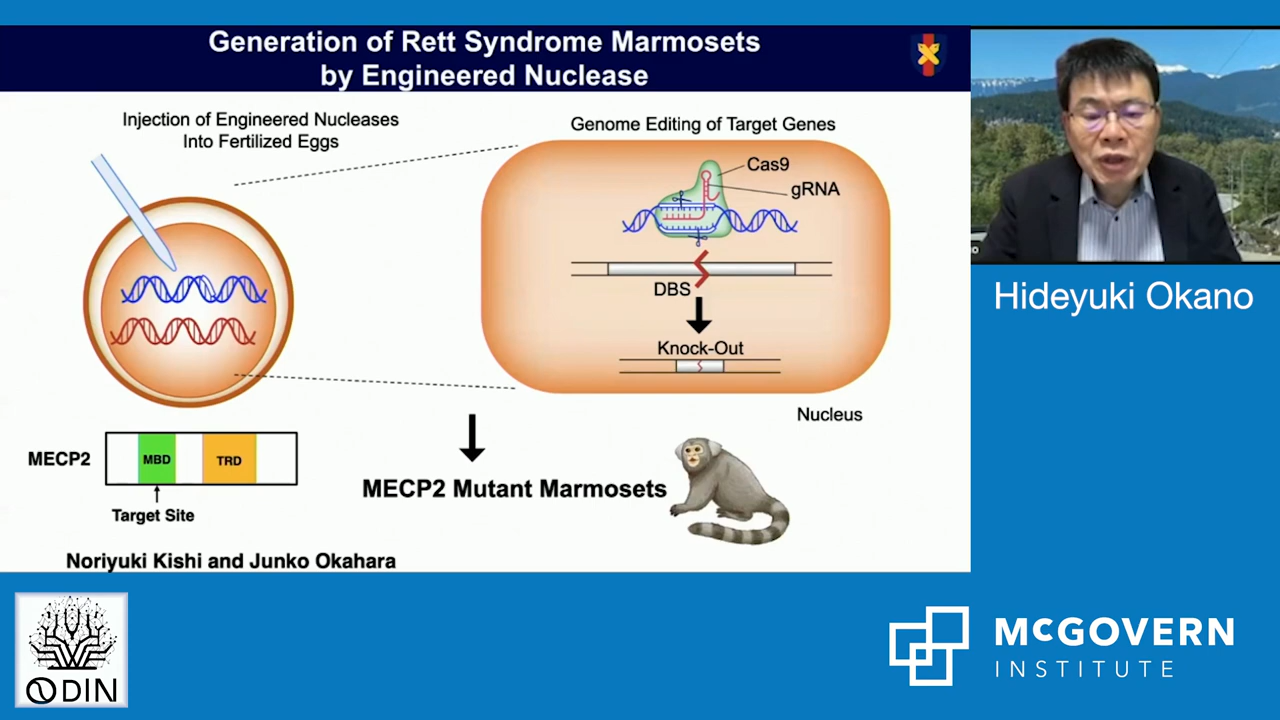 Generation of Rett Syndrome Marmosets
by Engineered Nuclease
Injection of Engineered Nucleases
Into Fertilized Eggs
Genome Editing of Target Genes
Cas9
gRNA
DBS
Knock-Out
Nucleus
MECP2
MBD
TRD
Target Site
MECP2 Mutant Marmosets
Noriyuki Kishi and Junko Okahara
Hideyuki Okano
ODIN
McGOVERN
INSTITUTE